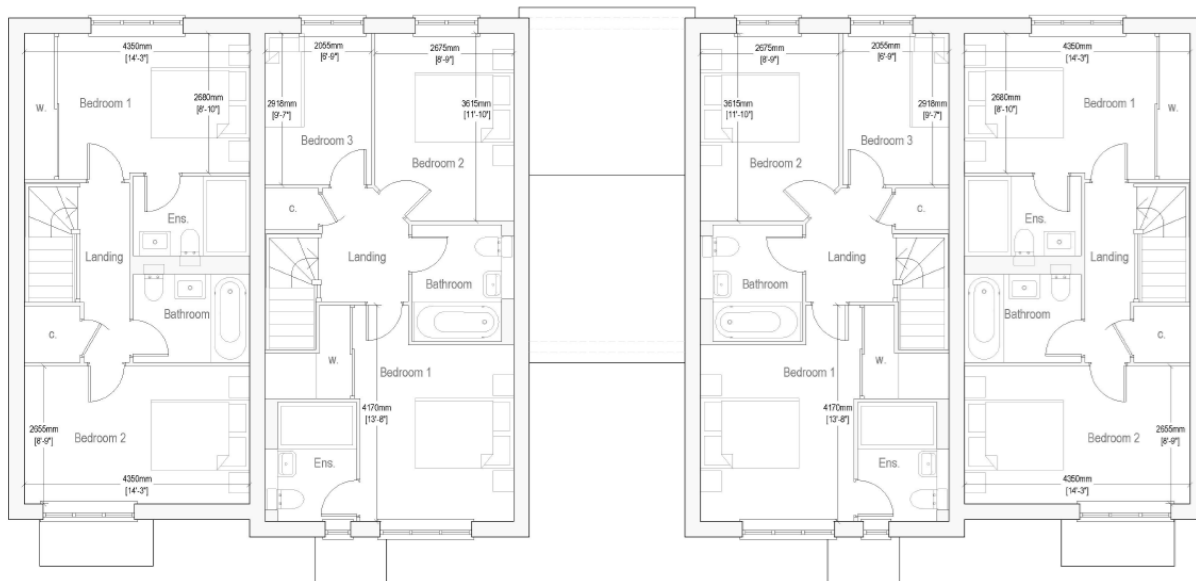 4350mm
[14'-3"]
W.
Bedroom 1
2680mm
[8'-10"]
Ens.
Landing
Bathroom
C.
2655mm
[8'-9"]
Bedroom 2
4350mm
[14'-3"]
2055mm
[6'-9"]
2675mm
[8'-9"]
2918mm
[9'-7"]
3615mm
[11'-10"]
Bedroom 3
Bedroom 2
C.
Landing
Bathroom
W.
Bedroom 1
4170mm
[13'-8"]
Ens.
2675mm
[8'-9"]
2055mm
[6'-9"]
3615mm
[11'-10"]
2918mm
[9'-7"]
Bedroom 2
Bedroom 3
C.
Bathroom
Landing
W.
Bedroom 1
4170mm
[13'-8"]
Ens.
4350mm
[14'-3"]
2680mm
[8'-10"]
Bedroom 1
W.
Ens.
Landing
Bathroom
C.
Bedroom 2
2655mm
[8'-9"]
4350mm
[14'-3"]